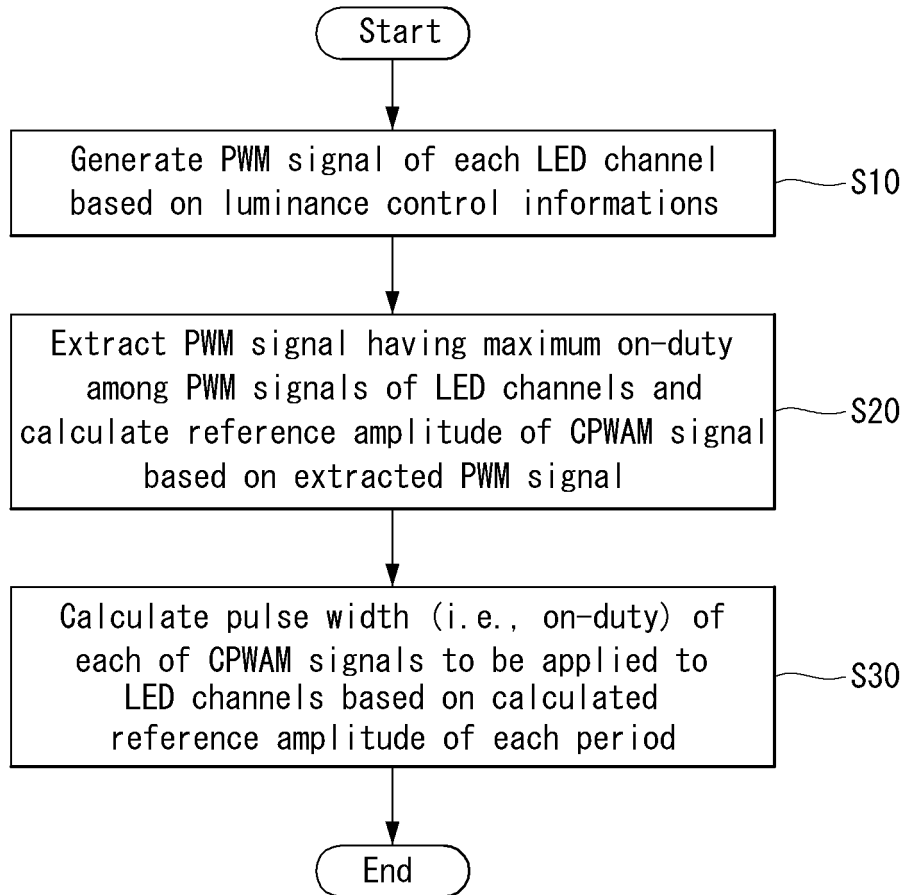 Start
Generate PWM signal of each LED channel
based on luminance control informations
S10
Extract PWM signal having maximum on-duty
among PWM signals of LED channels and
calculate reference amplitude of CPWAM signal
based on extracted PWM signal
S20
Calculate pulse width (i.e., on-duty) of
each of CPWAM signals to be applied to
LED channels based on calculated
reference amplitude of each period
S30
End